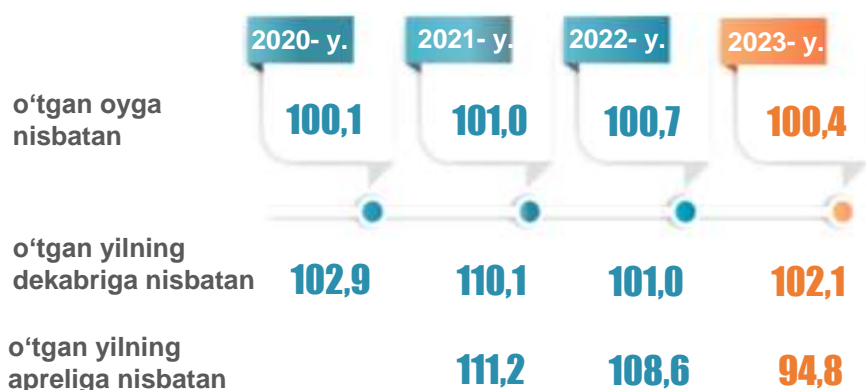 2020- y. 2021- y. 2022- y. 2023- y.
o‘tgan oyga
nisbatan
100,1 101,0 100,7 100,4
o‘tgan yilning
dekabriga nisbatan
102,9 110,1 101,0 102,1
o‘tgan yilning
apreliga nisbatan
111,2 108,6 94,8